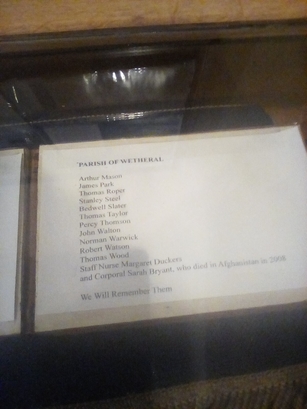 PARISH OF WETHERAL
Arthur Mason
James Park
Thomas Roper
Stanley Steel
Bedwell Slater
Thomas Taylor
Percy Thomson
John Walton
Norman Warwick
Robert Watson
Thomas Wood
Staff Nurse Margaret Duckers
and Corporal Sarah Bryant, who died in Afghanistan in 2008
We Will Remember Them